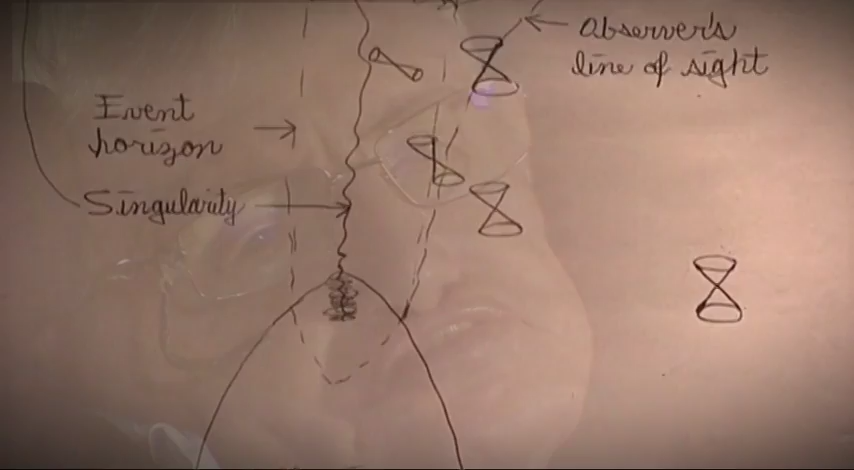 Observer's
line of sight
Event
horizon
Singularity